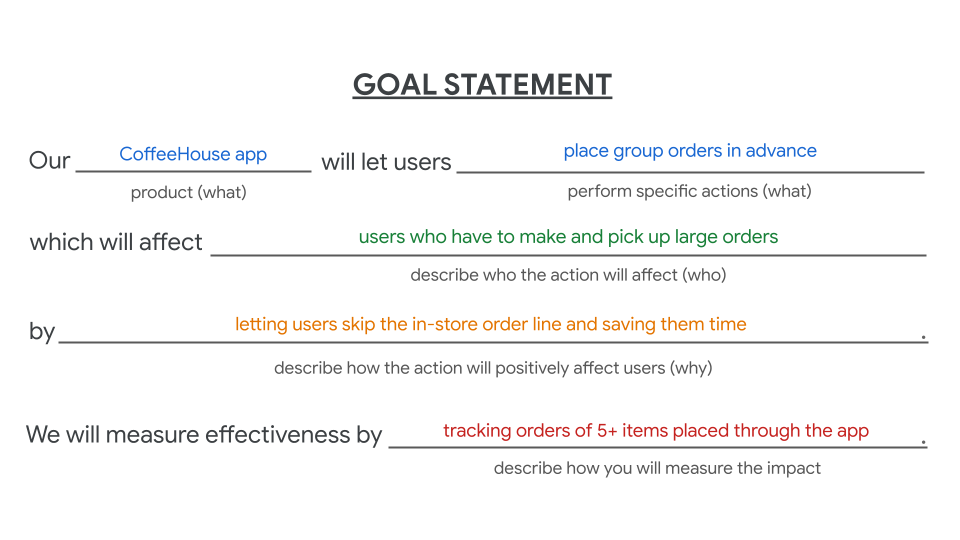 GOAL STATEMENT
Our CoffeeHouse app will let users place group orders in advance
product (what) perform specific actions (what)
which will affect users who have to make and pick up large orders
describe who the action will affect (who)
by letting users skip the in-store order line and saving them time.
describe how the action will positively affect users (why)
We will measure effectiveness by tracking orders of 5+ items placed through the app.
describe how you will measure the impact